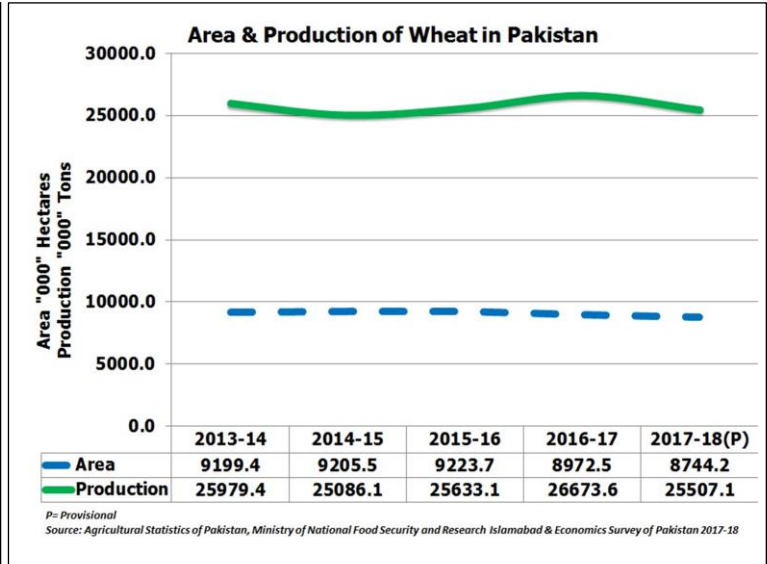 Area & Production of Wheat in Pakistan
Area "000" Hectares
Production "000" Tons
30000.0
25000.0
20000.0
15000.0
10000.0
5000.0
0.0
2013-14 2014-15 2015-16 2016-17 2017-18(P)
Area 9199.4 9205.5 9223.7 8972.5 8744.2
Production 25979.4 25086.1 25633.1 26673.6 25507.1
P= Provisional
Source: Agricultural Statistics of Pakistan, Ministry of National Food Security and Research Islamabad & Economics Survey of Pakistan 2017-18